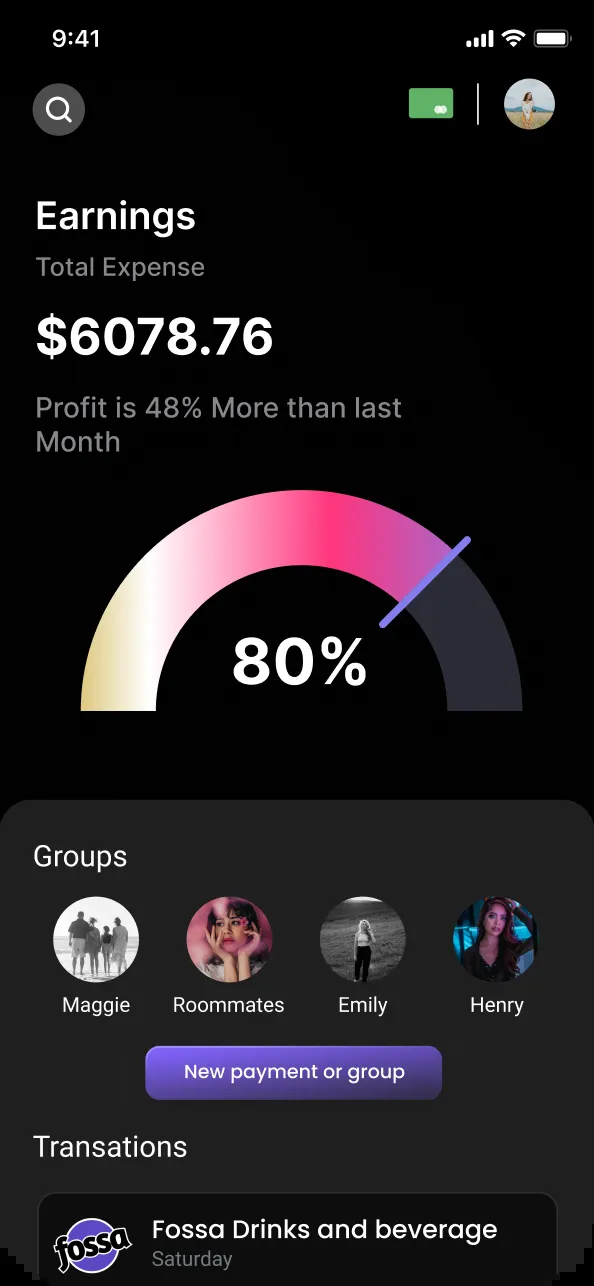 9:41
Earnings
Total Expense
$6078.76
Profit is 48% More than last
Month
80%
Groups
Maggie Roommates Emily Henry
New payment or group
Transations
fossa
Fossa Drinks and beverage
Saturday